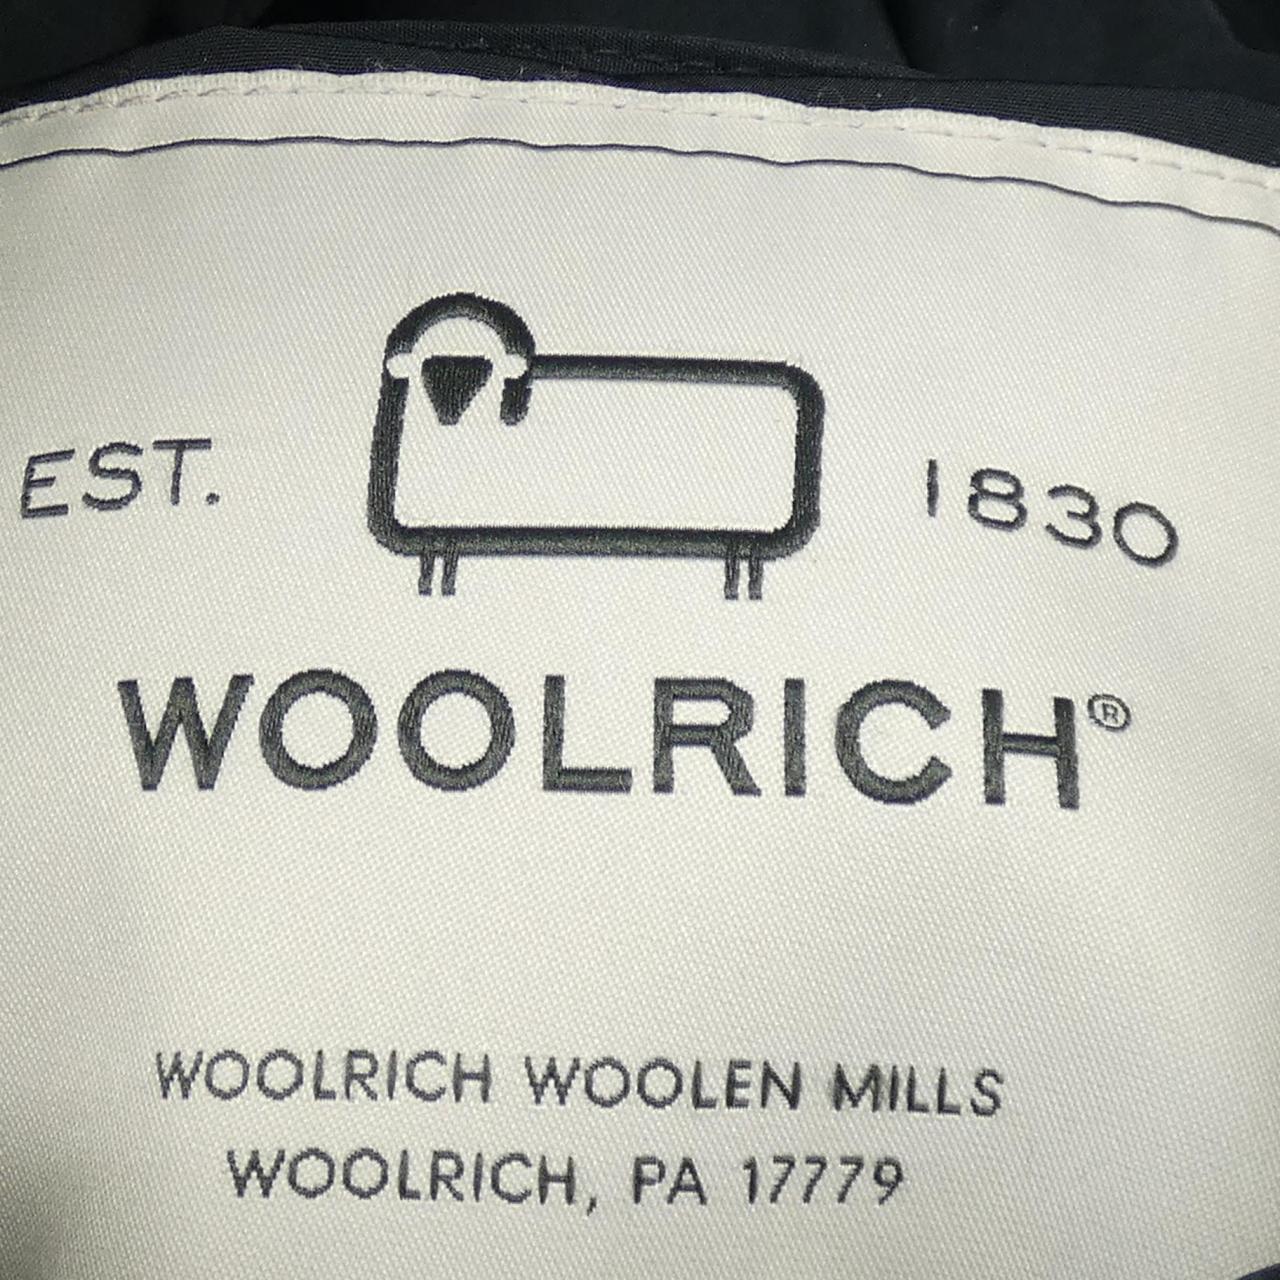 EST. 1830
WOOLRICH®
WOOLRICH WOOLEN MILLS
WOOLRICH, PA 17779